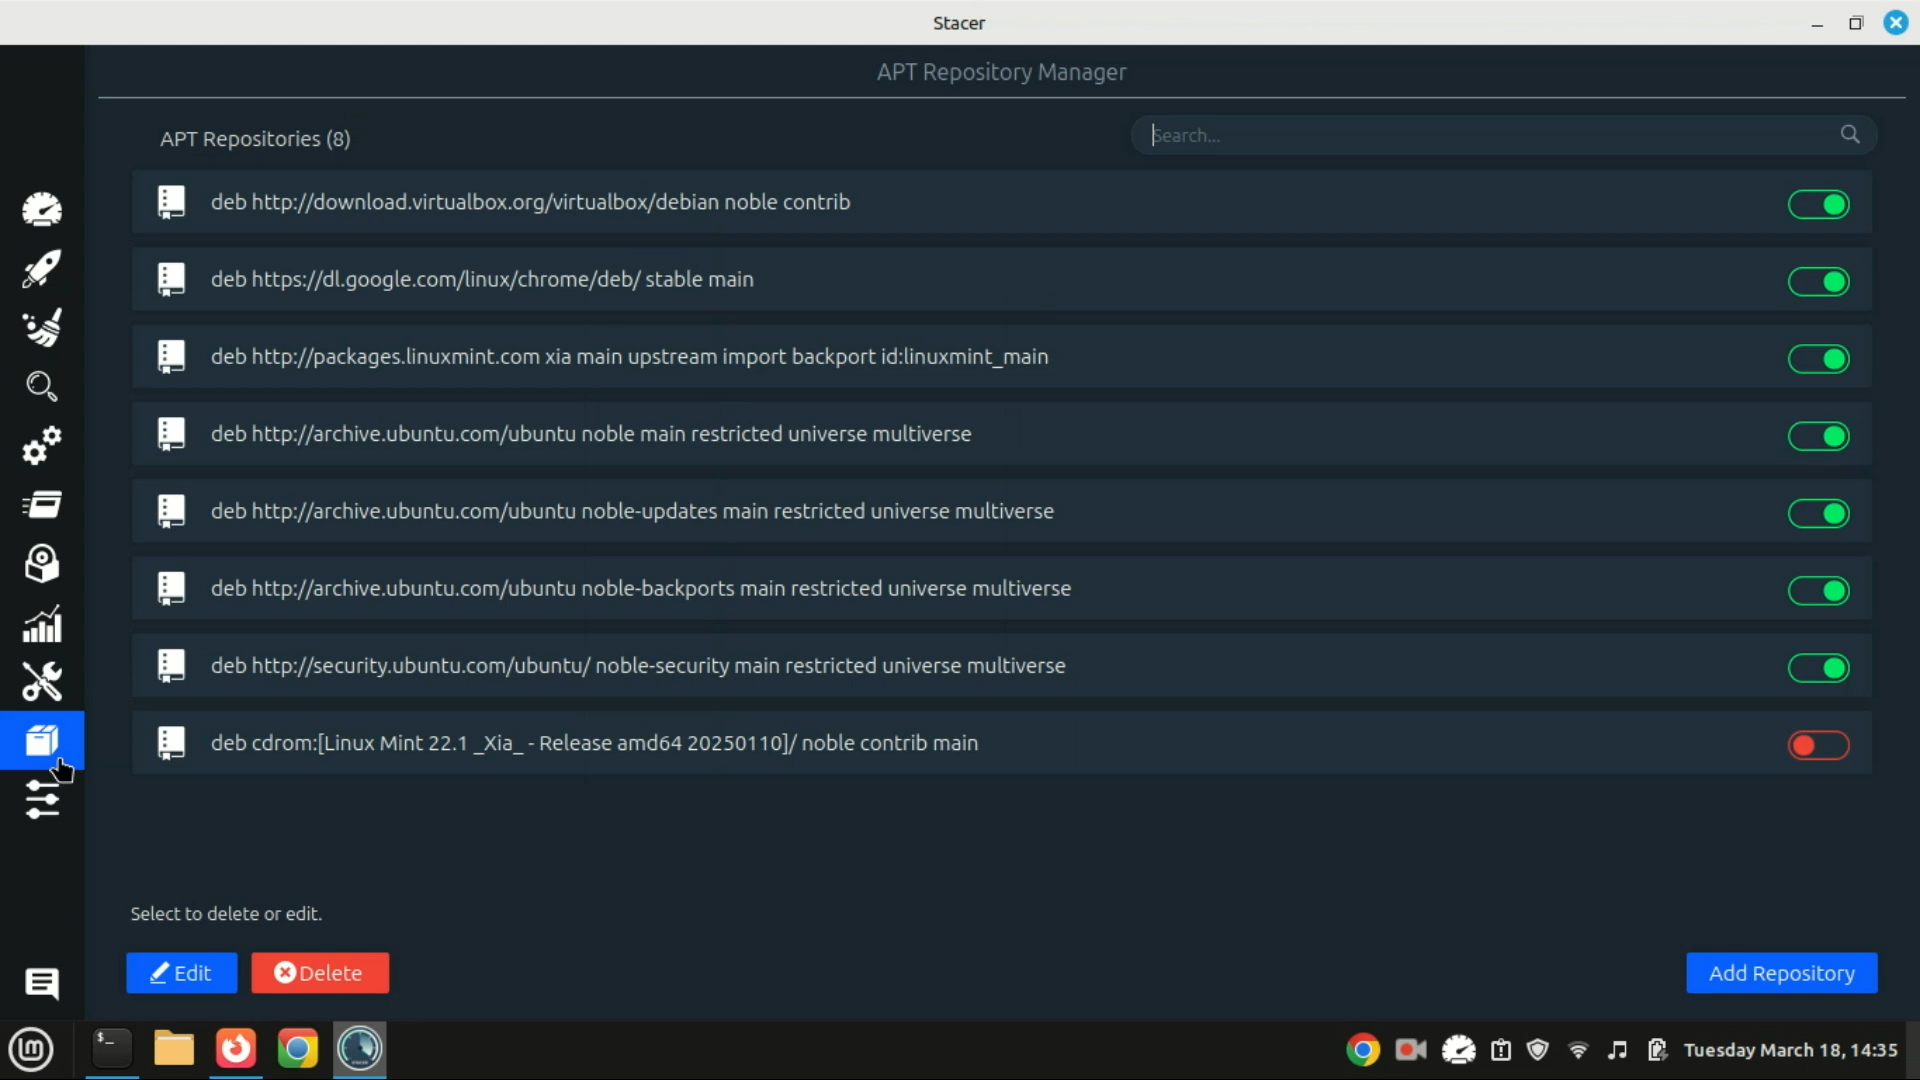 Stacer
APT Repository Manager
APT Repositories (8)
Search...
deb http://download.virtualbox.org/virtualbox/debian noble contrib
deb https://dl.google.com/linux/chrome/deb/ stable main
deb http://packages.linuxmint.com xia main upstream import backport id:linuxmint_main
deb http://archive.ubuntu.com/ubuntu noble main restricted universe multiverse
deb http://archive.ubuntu.com/ubuntu noble-updates main restricted universe multiverse
deb http://archive.ubuntu.com/ubuntu noble-backports main restricted universe multiverse
deb http://security.ubuntu.com/ubuntu/ noble-security main restricted universe multiverse
deb cdrom:[Linux Mint 22.1 _Xia_ - Release amd64 20250110]/ noble contrib main
Select to delete or edit.
Edit
Delete
Add Repository
$_
Tuesday March 18, 14:35